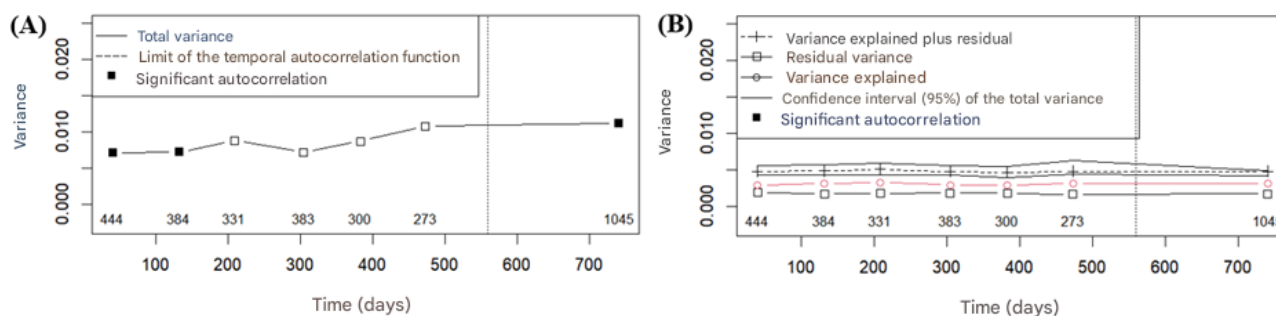 (A)
Total variance
Limit of the temporal autocorrelation function
Significant autocorrelation
Variance
0.020
0.010
0.000
444 384 331 383 300 273 1045
100 200 300 400 500 600 700
Time (days)
(B)
Variance explained plus residual
Residual variance
Variance explained
Confidence interval (95%) of the total variance
Significant autocorrelation
Variance
0.020
0.010
0.000
444 384 331 383 300 273 104
100 200 300 400 500 600 700
Time (days)